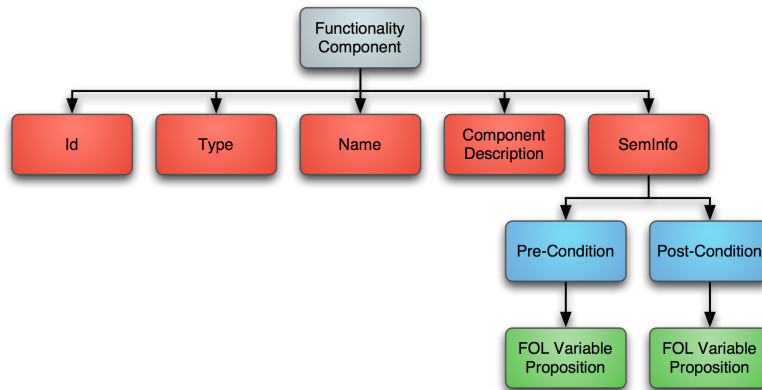 Functionality
Component
Id
Type
Name
Component
Description
SemInfo
Pre-Condition
Post-Condition
FOL Variable
Proposition
FOL Variable
Proposition